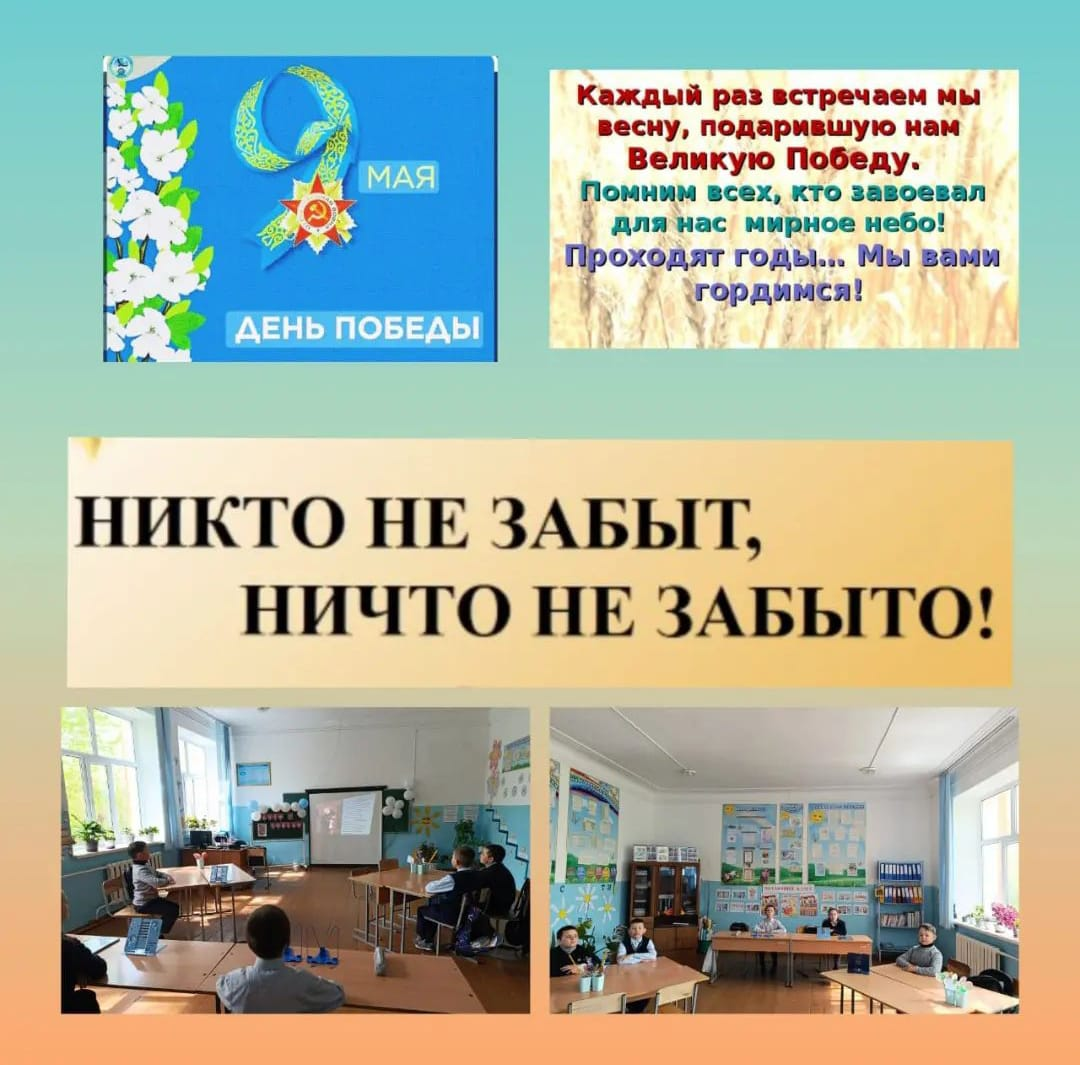 9
МАЯ
ДЕНЬ ПОБЕДЫ
Каждый раз встречаем мы
весну, подарившую нам
Великую Победу.
Помним всех, кто завоевал
для нас мирное небо!
Проходят годы... Мы вами
гордимся!
НИКТО НЕ ЗАБЫТ,
НИЧТО НЕ ЗАБЫТО!